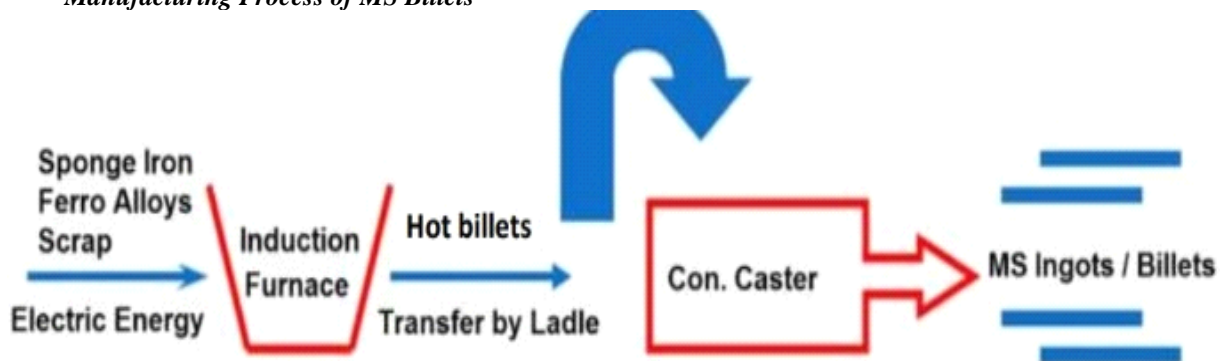 Manufacturing Process of MS Billets
Sponge Iron
Ferro Alloys
Scrap
Electric Energy
Induction
Furnace
Hot billets
Transfer by Ladle
Con. Caster
MS Ingots / Billets